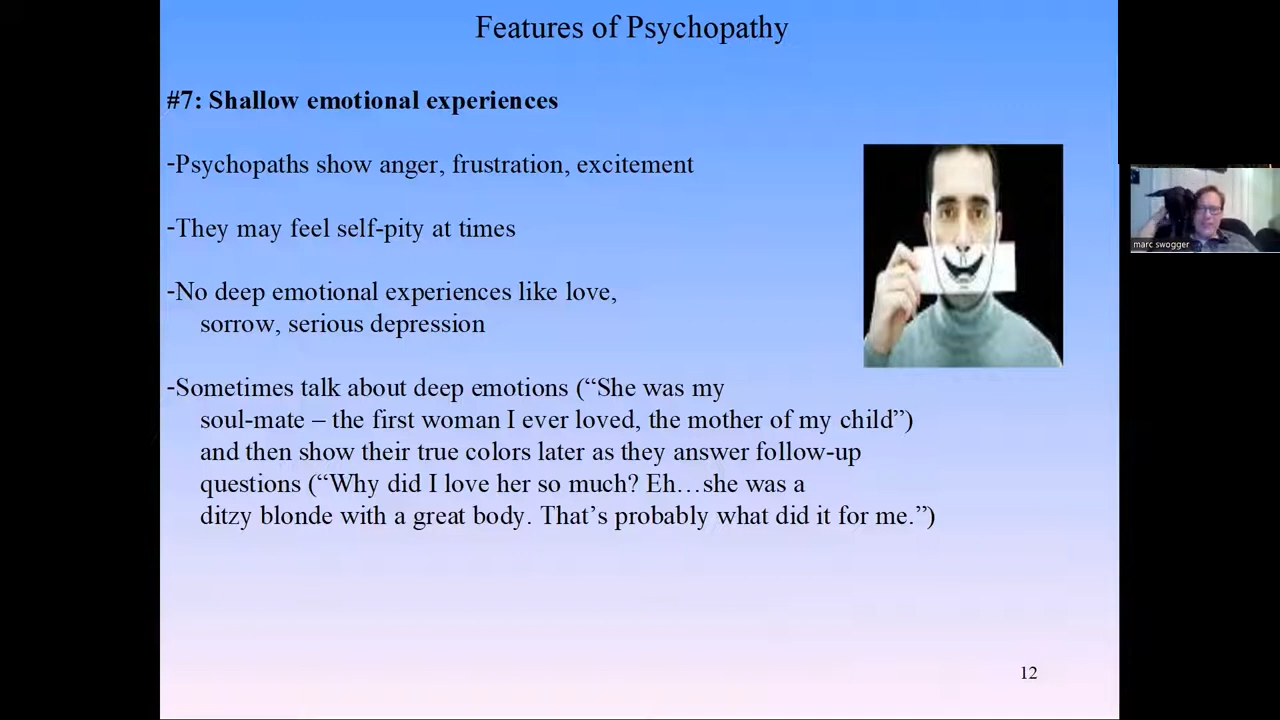 Features of Psychopathy
#7: Shallow emotional experiences
-Psychopaths show anger, frustration, excitement
-They may feel self-pity at times
-No deep emotional experiences like love,
sorrow, serious depression
-Sometimes talk about deep emotions (“She was my
soul-mate – the first woman I ever loved, the mother of my child”)
and then show their true colors later as they answer follow-up
questions (“Why did I love her so much? Eh…she was a
ditzy blonde with a great body. That’s probably what did it for me.”)
12
marc swogger